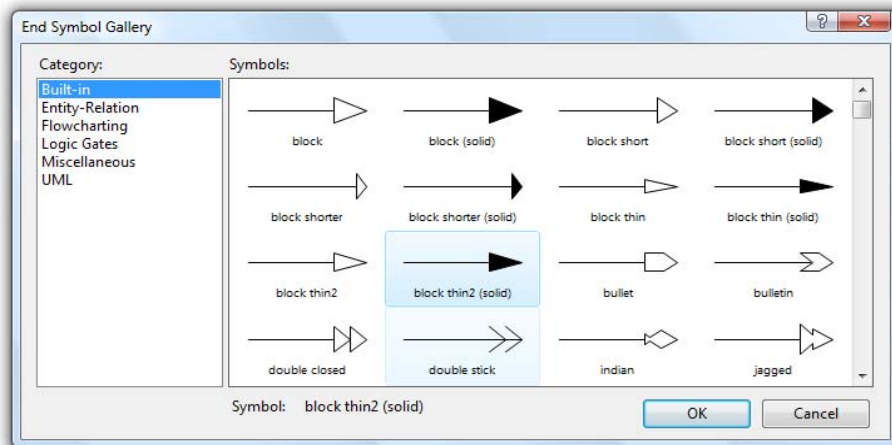 End Symbol Gallery
Category:
Built-in
Entity-Relation
Flowcharting
Logic Gates
Miscellaneous
UML
Symbols:
block block (solid) block short block short (solid)
block shorter block shorter (solid) block thin block thin (solid)
block thin2 block thin2 (solid) bullet bulletin
double closed double stick indian jagged
Symbol: block thin2 (solid)
OK Cancel